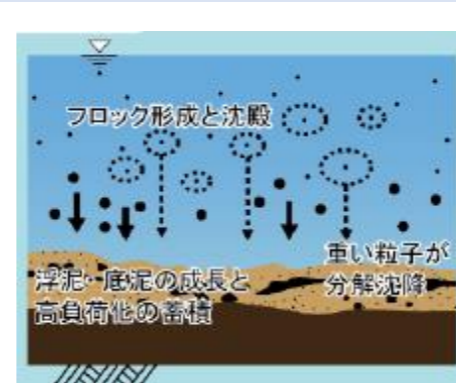 フロック形成と沈殿
重い粒子が
分解沈降
浮泥・底泥の成長と
高負荷化の蓄積